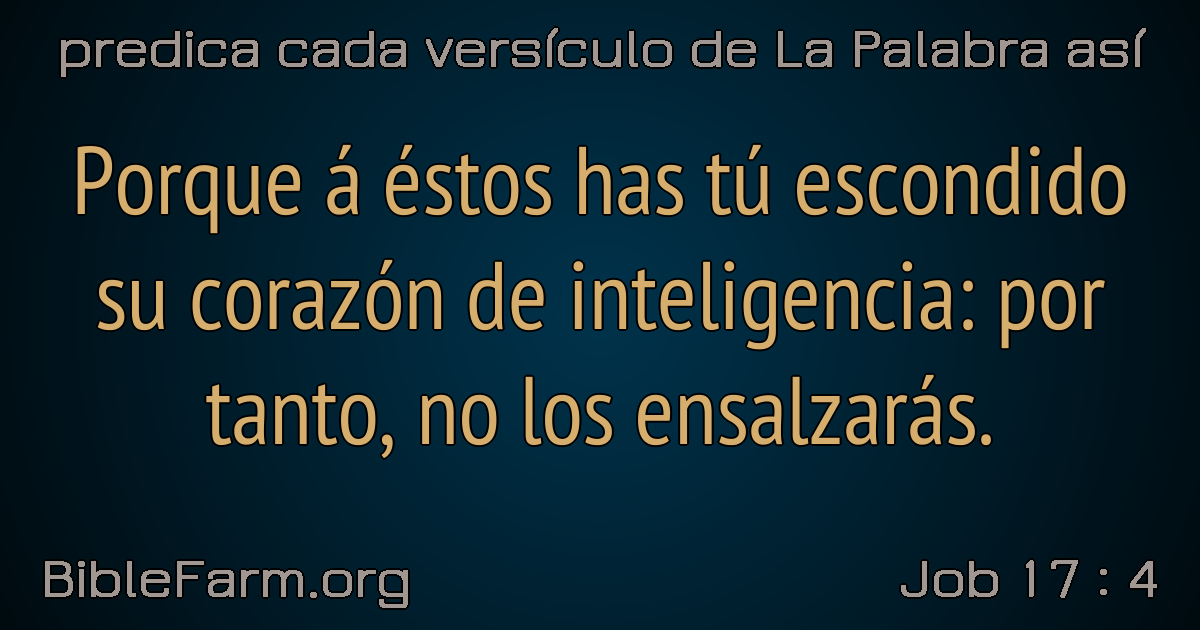 predica cada versículo de La Palabra así
Porque á éstos has tú escondido
su corazón de inteligencia: por
tanto, no los ensalzarás.
BibleFarm.org
Job 17 : 4